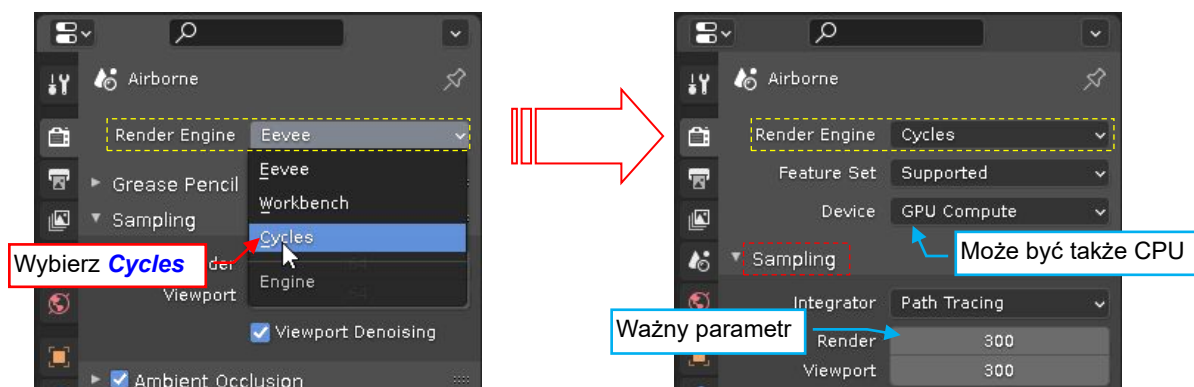 Airborne
Render Engine Eevee
Eevee
Grease Pencil
Workbench
Sampling
Cycles
Wybierz Cycles
der
Engine
Viewport 64
Viewport Denoising
Ambient Occlusion
Airborne
Render Engine Cycles
Feature Set Supported
Device GPU Compute
Może być także CPU
Sampling
Integrator Path Tracing
Ważny parametr
Render 300
Viewport 300